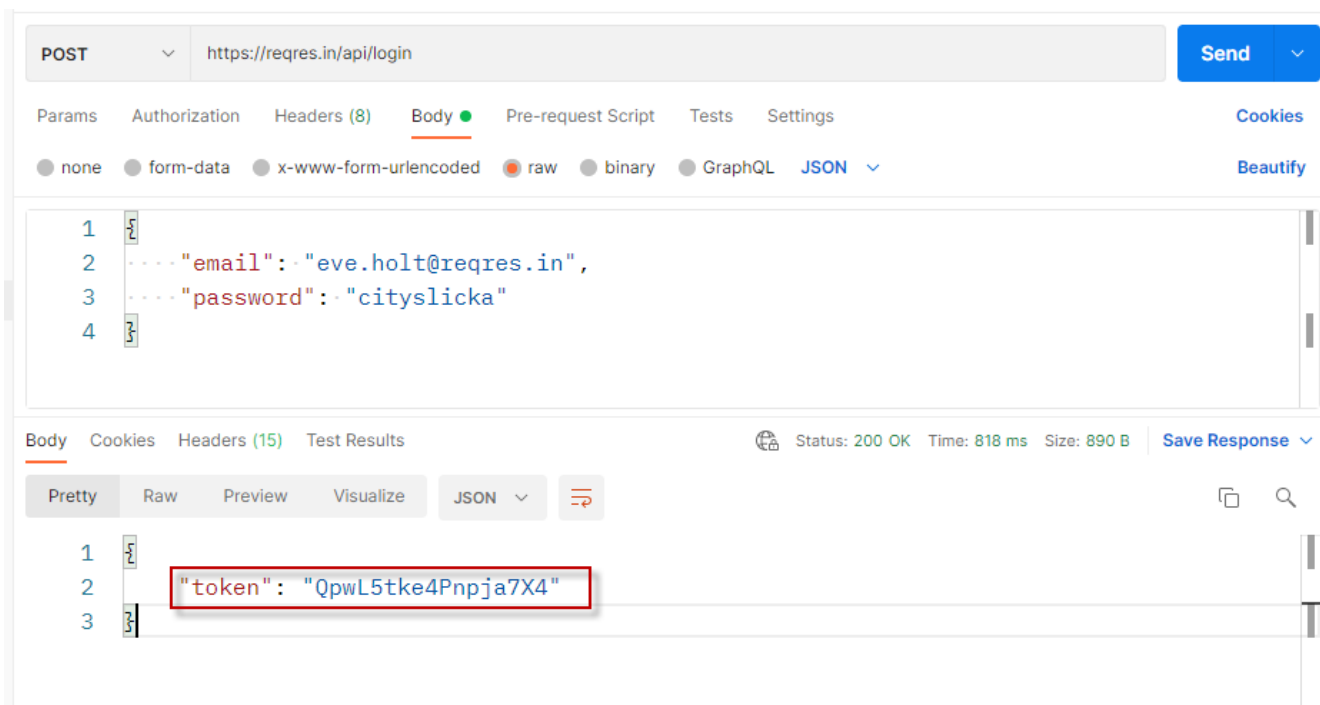 POST https://reqres.in/api/login Send
Params Authorization Headers (8) Body Pre-request Script Tests Settings Cookies
none form-data x-www-form-urlencoded raw binary GraphQL JSON Beautify
1 {
2 "email": "eve.holt@reqres.in",
3 "password": "cityslicka"
4 }
Body Cookies Headers (15) Test Results Status: 200 OK Time: 818 ms Size: 890 B Save Response
Pretty Raw Preview Visualize JSON
1 {
2 "token": "QpwL5tke4Pnpja7X4"
3 }